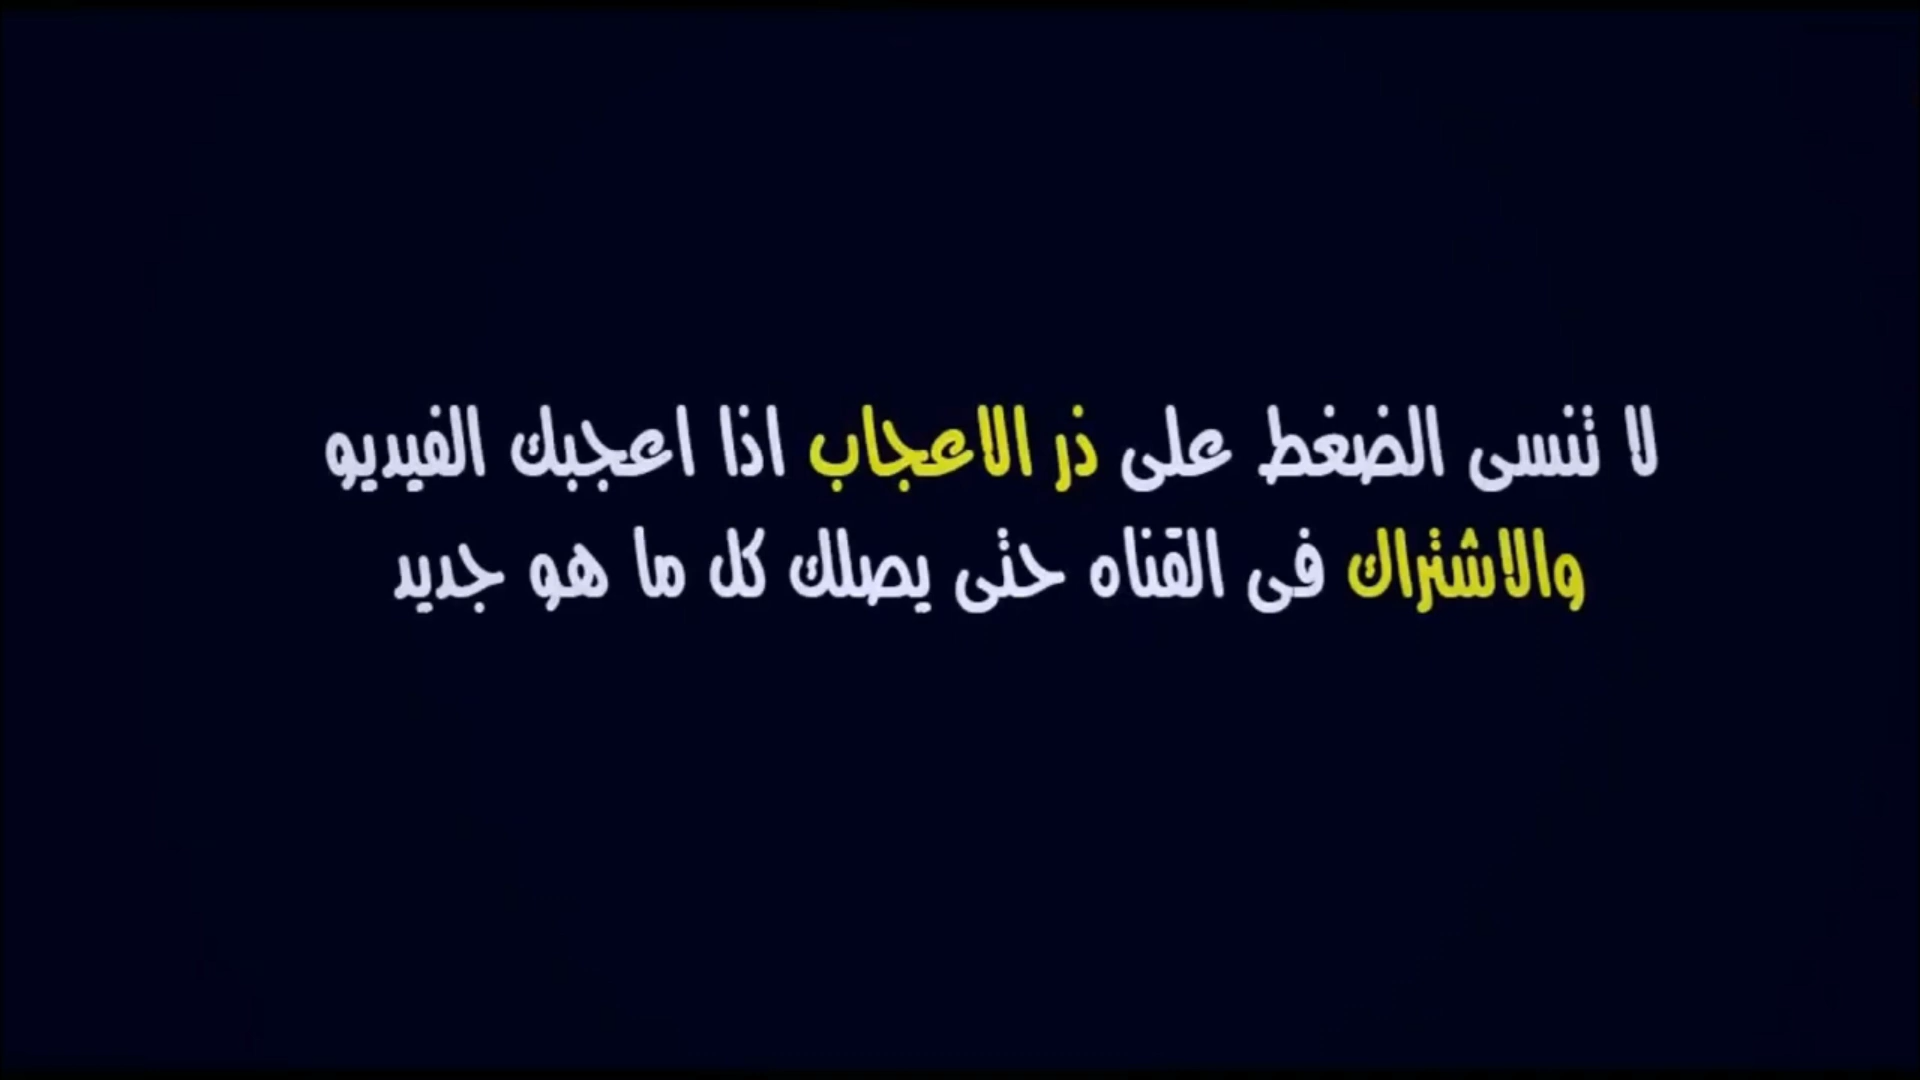 لا تنسى الضغط على ذر الاعجاب اذا اعجبك الفيديو
والاشتراك فى القناه حتى يصلك كل ما هو جديد